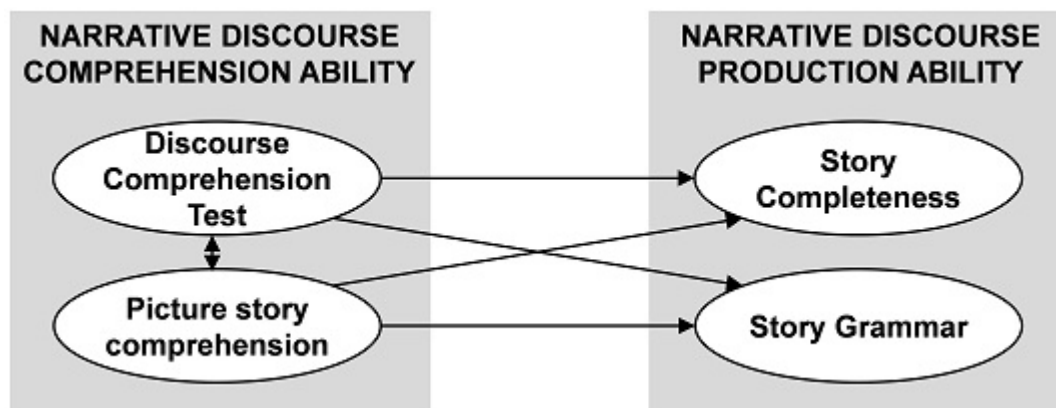 NARRATIVE DISCOURSE
COMPREHENSION ABILITY
Discourse
Comprehension
Test
Picture story
comprehension
NARRATIVE DISCOURSE
PRODUCTION ABILITY
Story
Completeness
Story Grammar